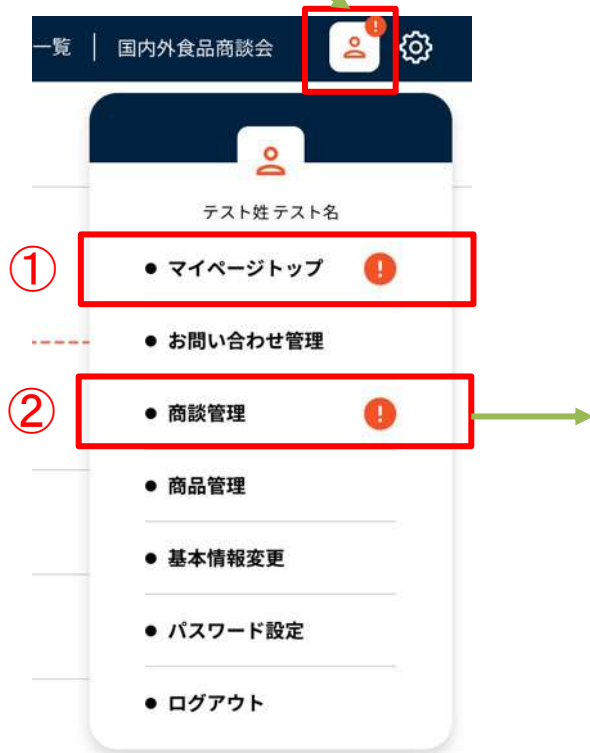 一覧 | 国内外食品商談会 !
テスト姓 テスト名
① ● マイページトップ !
● お問い合わせ管理
② ● 商談管理 !
● 商品管理
● 基本情報変更
● パスワード設定
● ログアウト